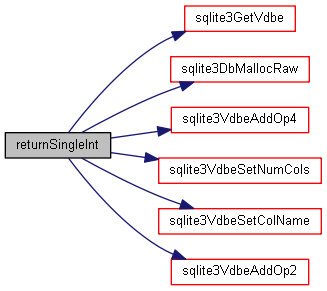 sqlite3GetVdbe
sqlite3DbMallocRaw
sqlite3VdbeAddOp4
returnSingleInt
sqlite3VdbeSetNumCols
sqlite3VdbeSetColName
sqlite3VdbeAddOp2